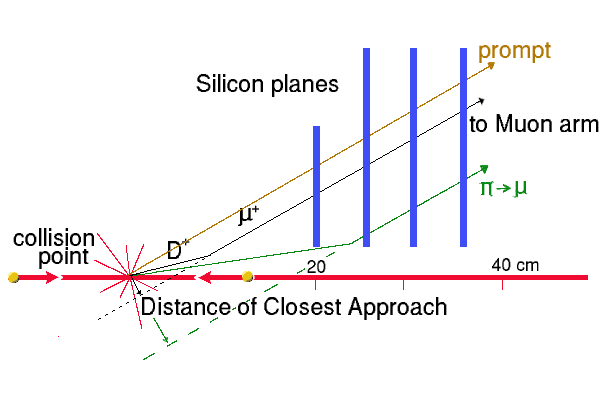 prompt
Silicon planes
to Muon arm
π→μ
μ⁺
D⁺
collision
point
20
40 cm
Distance of Closest Approach